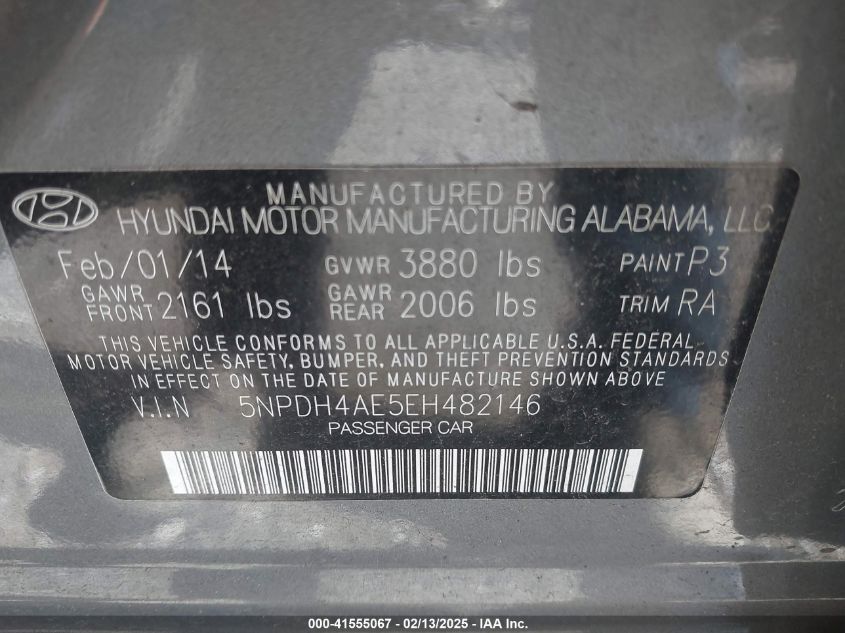 MANUFACTURED BY
HYUNDAI MOTOR MANUFACTURING ALABAMA, LLC
Feb/01/14 GVWR 3880 lbs PAINT P3
GAWR FRONT 2161 lbs GAWR REAR 2006 lbs TRIM RA
THIS VEHICLE CONFORMS TO ALL APPLICABLE U.S.A. FEDERAL
MOTOR VEHICLE SAFETY, BUMPER, AND THEFT PREVENTION STANDARDS
IN EFFECT ON THE DATE OF MANUFACTURE SHOWN ABOVE
V.I.N 5NPDH4AE5EH482146
PASSENGER CAR
000-41555067 - 02/13/2025 - IAA Inc.